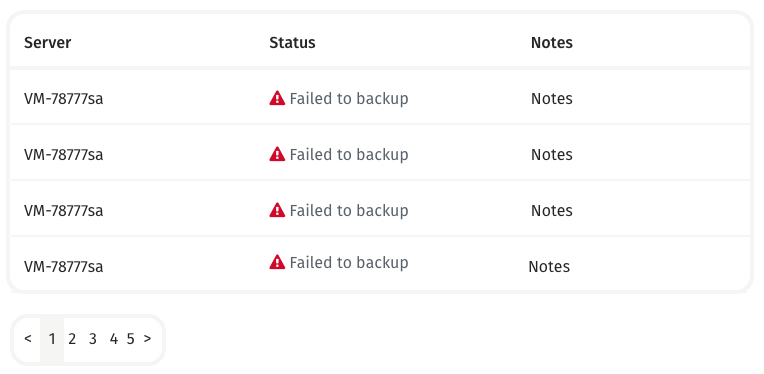 Server Status Notes
VM-78777sa Failed to backup Notes
VM-78777sa Failed to backup Notes
VM-78777sa Failed to backup Notes
VM-78777sa Failed to backup Notes
< 1 2 3 4 5 >